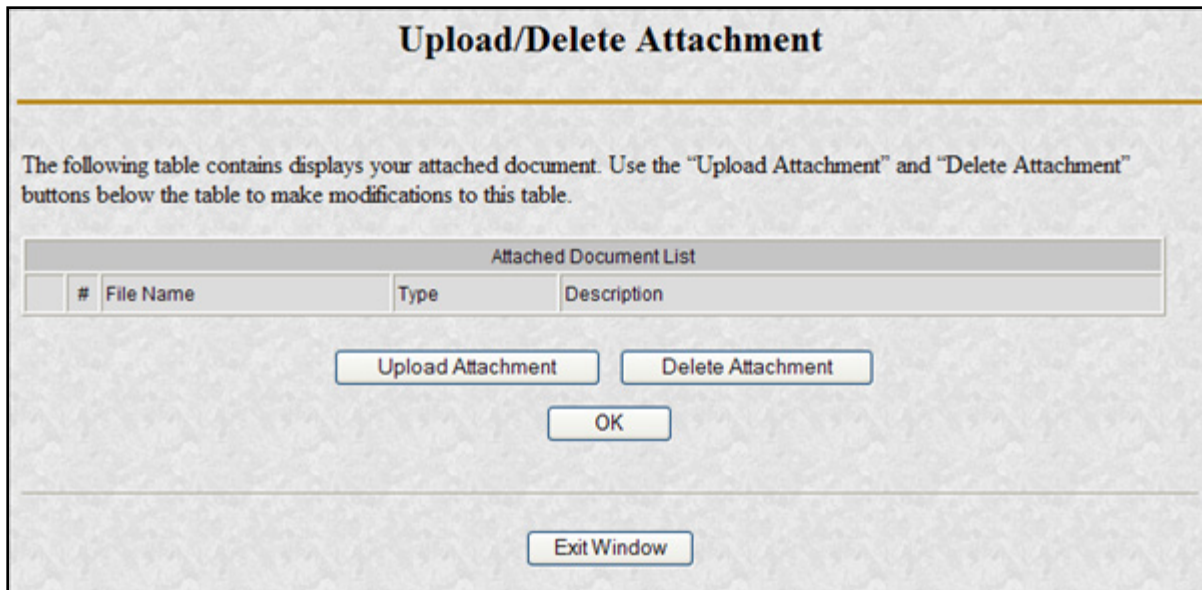 Upload/Delete Attachment
The following table contains displays your attached document. Use the “Upload Attachment” and “Delete Attachment”
buttons below the table to make modifications to this table.
Attached Document List
# File Name Type Description
Upload Attachment Delete Attachment
OK
Exit Window